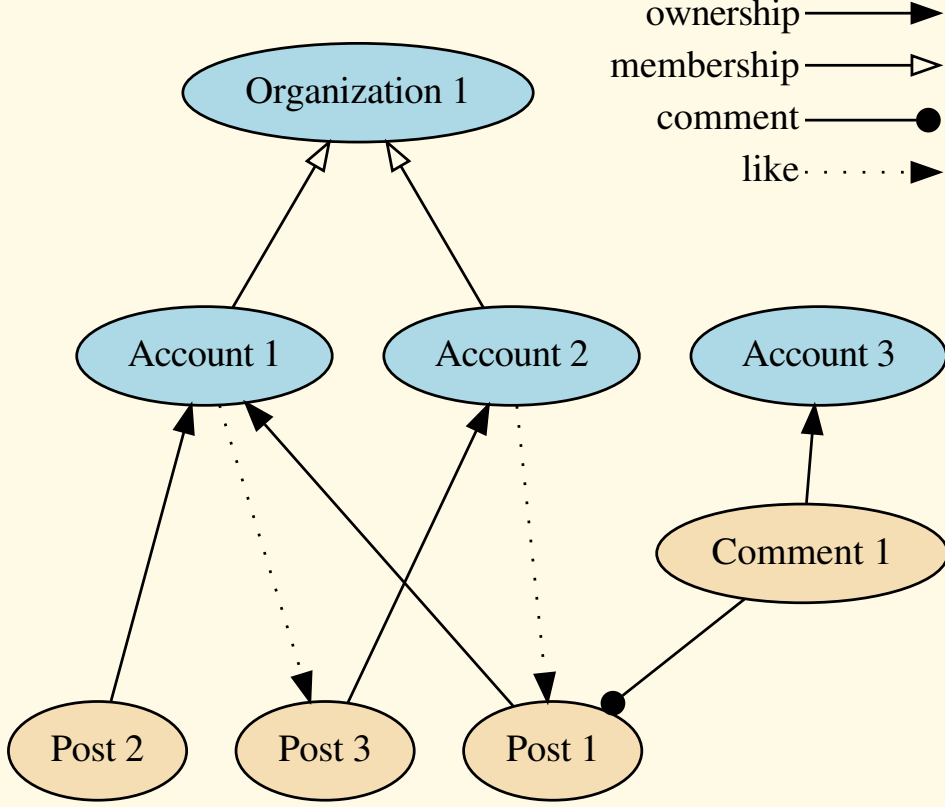 ownership
membership
comment
like
Organization 1
Account 1
Account 2
Account 3
Comment 1
Post 2
Post 3
Post 1